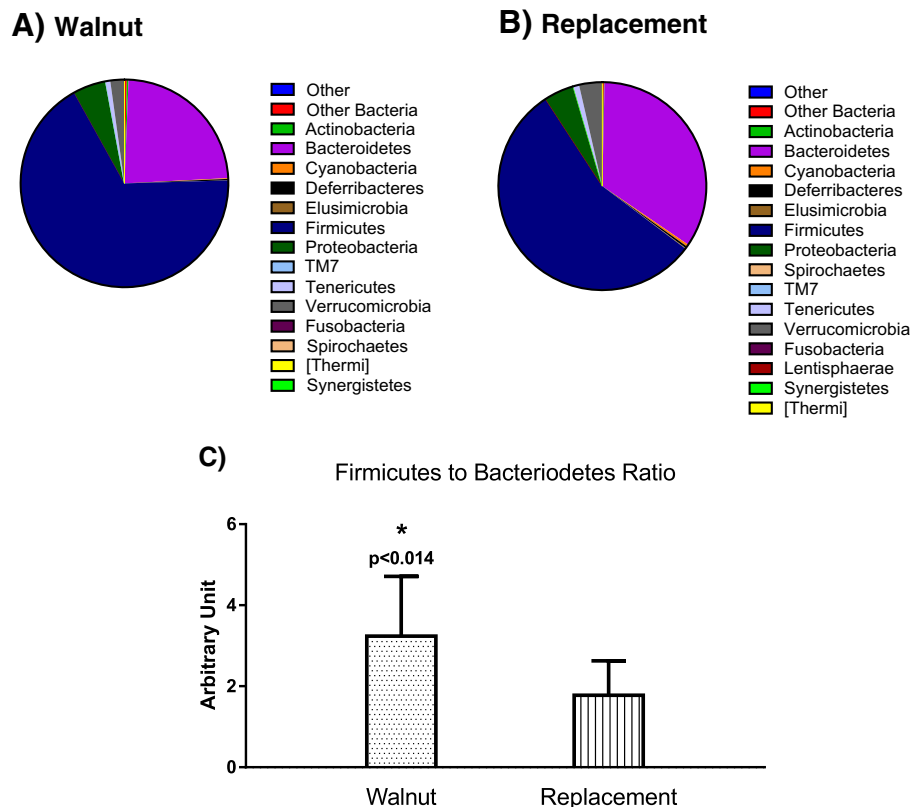 A) Walnut
Other
Other Bacteria
Actinobacteria
Bacteroidetes
Cyanobacteria
Deferribacteres
Elusimicrobia
Firmicutes
Proteobacteria
TM7
Tenericutes
Verrucomicrobia
Fusobacteria
Spirochaetes
[Thermi]
Synergistetes
B) Replacement
Other
Other Bacteria
Actinobacteria
Bacteroidetes
Cyanobacteria
Deferribacteres
Elusimicrobia
Firmicutes
Proteobacteria
Spirochaetes
TM7
Tenericutes
Verrucomicrobia
Fusobacteria
Lentisphaerae
Synergistetes
[Thermi]
C)
Firmicutes to Bacteriodetes Ratio
Arbitrary Unit
6
4
2
0
*
p<0.014
Walnut
Replacement